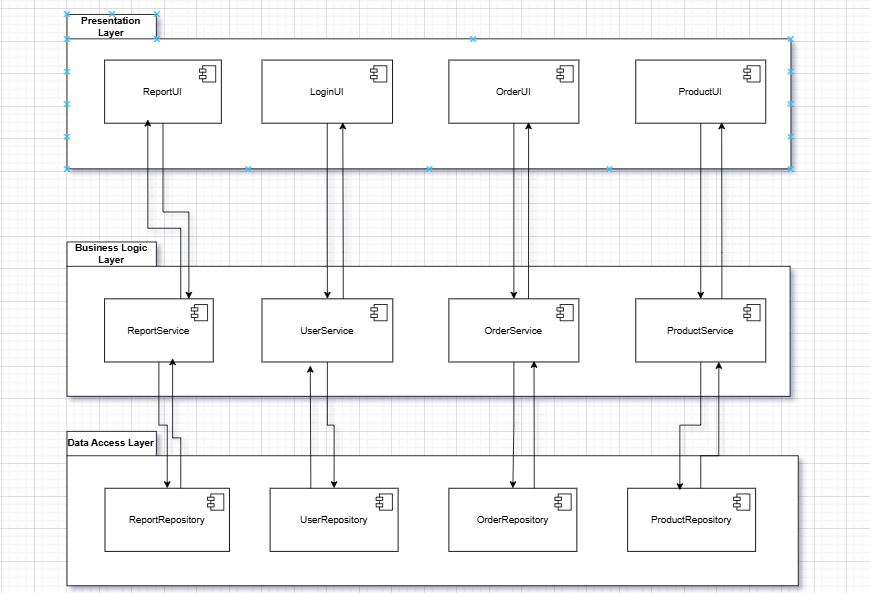 Presentation
Layer
ReportUI
LoginUI
OrderUI
ProductUI
Business Logic
Layer
ReportService
UserService
OrderService
ProductService
Data Access Layer
ReportRepository
UserRepository
OrderRepository
ProductRepository